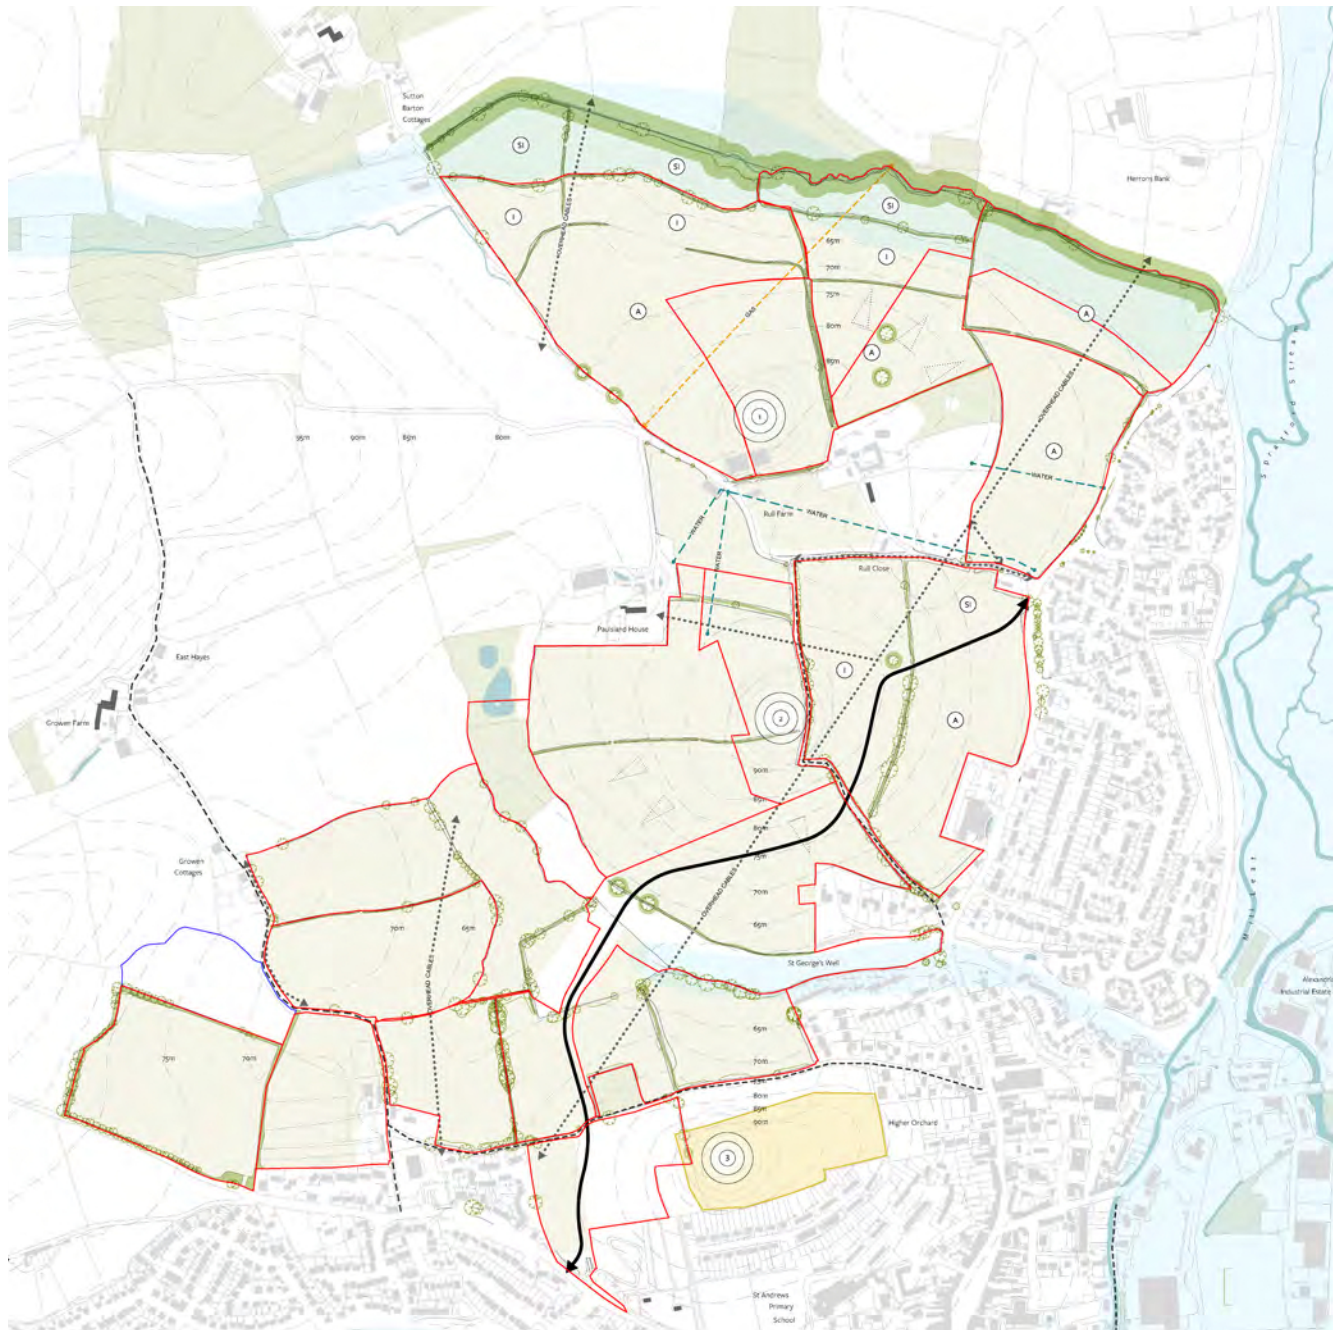 Sutton
Barton
Cottages
SI
SI
Herrons Bank
SI
I
I
OVERHEAD CABLES
65m
I
70m
75m
A
GAS
A
80m
A
85m
OVERHEAD CABLES
1
95m
90m
85m
80m
A
WATER
Spratford Stream
Rull Farm
WATER
WATER
WATER
Rull Close
SI
Paulsland House
East Hayes
I
Grower Farm
2
A
90m
85m
80m
75m
Growen
Cottages
70m
OVERHEAD CABLES
70m
65m
65m
Mill Leat
St George's Well
OVERHEAD CABLES
Industrial Estate
65m
75m
70m
70m
80m
85m
90m
Higher Orchard
3
St Andrews
Primary
School